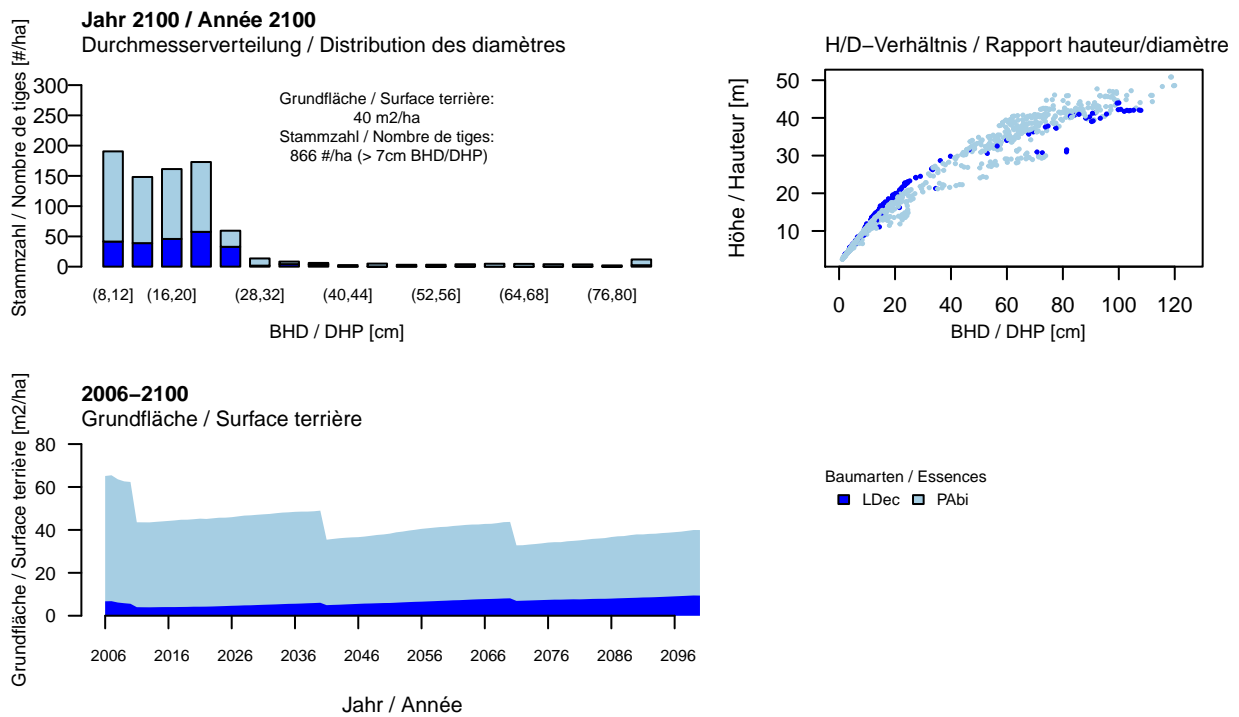 Jahr 2100 / Année 2100
Durchmesserverteilung / Distribution des diamètres
Stammzahl / Nombre de tiges [#/ha]
300
200
150
100
50
0
Grundfläche / Surface terrière:
40 m2/ha
Stammzahl / Nombre de tiges:
866 #/ha (> 7cm BHD/DHP)
(8,12] (16,20] (28,32] (40,44] (52,56] (64,68] (76,80]
BHD / DHP [cm]
H/D−Verhältnis / Rapport hauteur/diamètre
Höhe / Hauteur [m]
50
40
30
20
10
0 20 40 60 80 100 120
BHD / DHP [cm]
2006−2100
Grundfläche / Surface terrière
Grundfläche / Surface terrière [m2/ha]
80
60
40
20
0
2006 2016 2026 2036 2046 2056 2066 2076 2086 2096
Jahr / Année
Baumarten / Essences
LDec PAbi